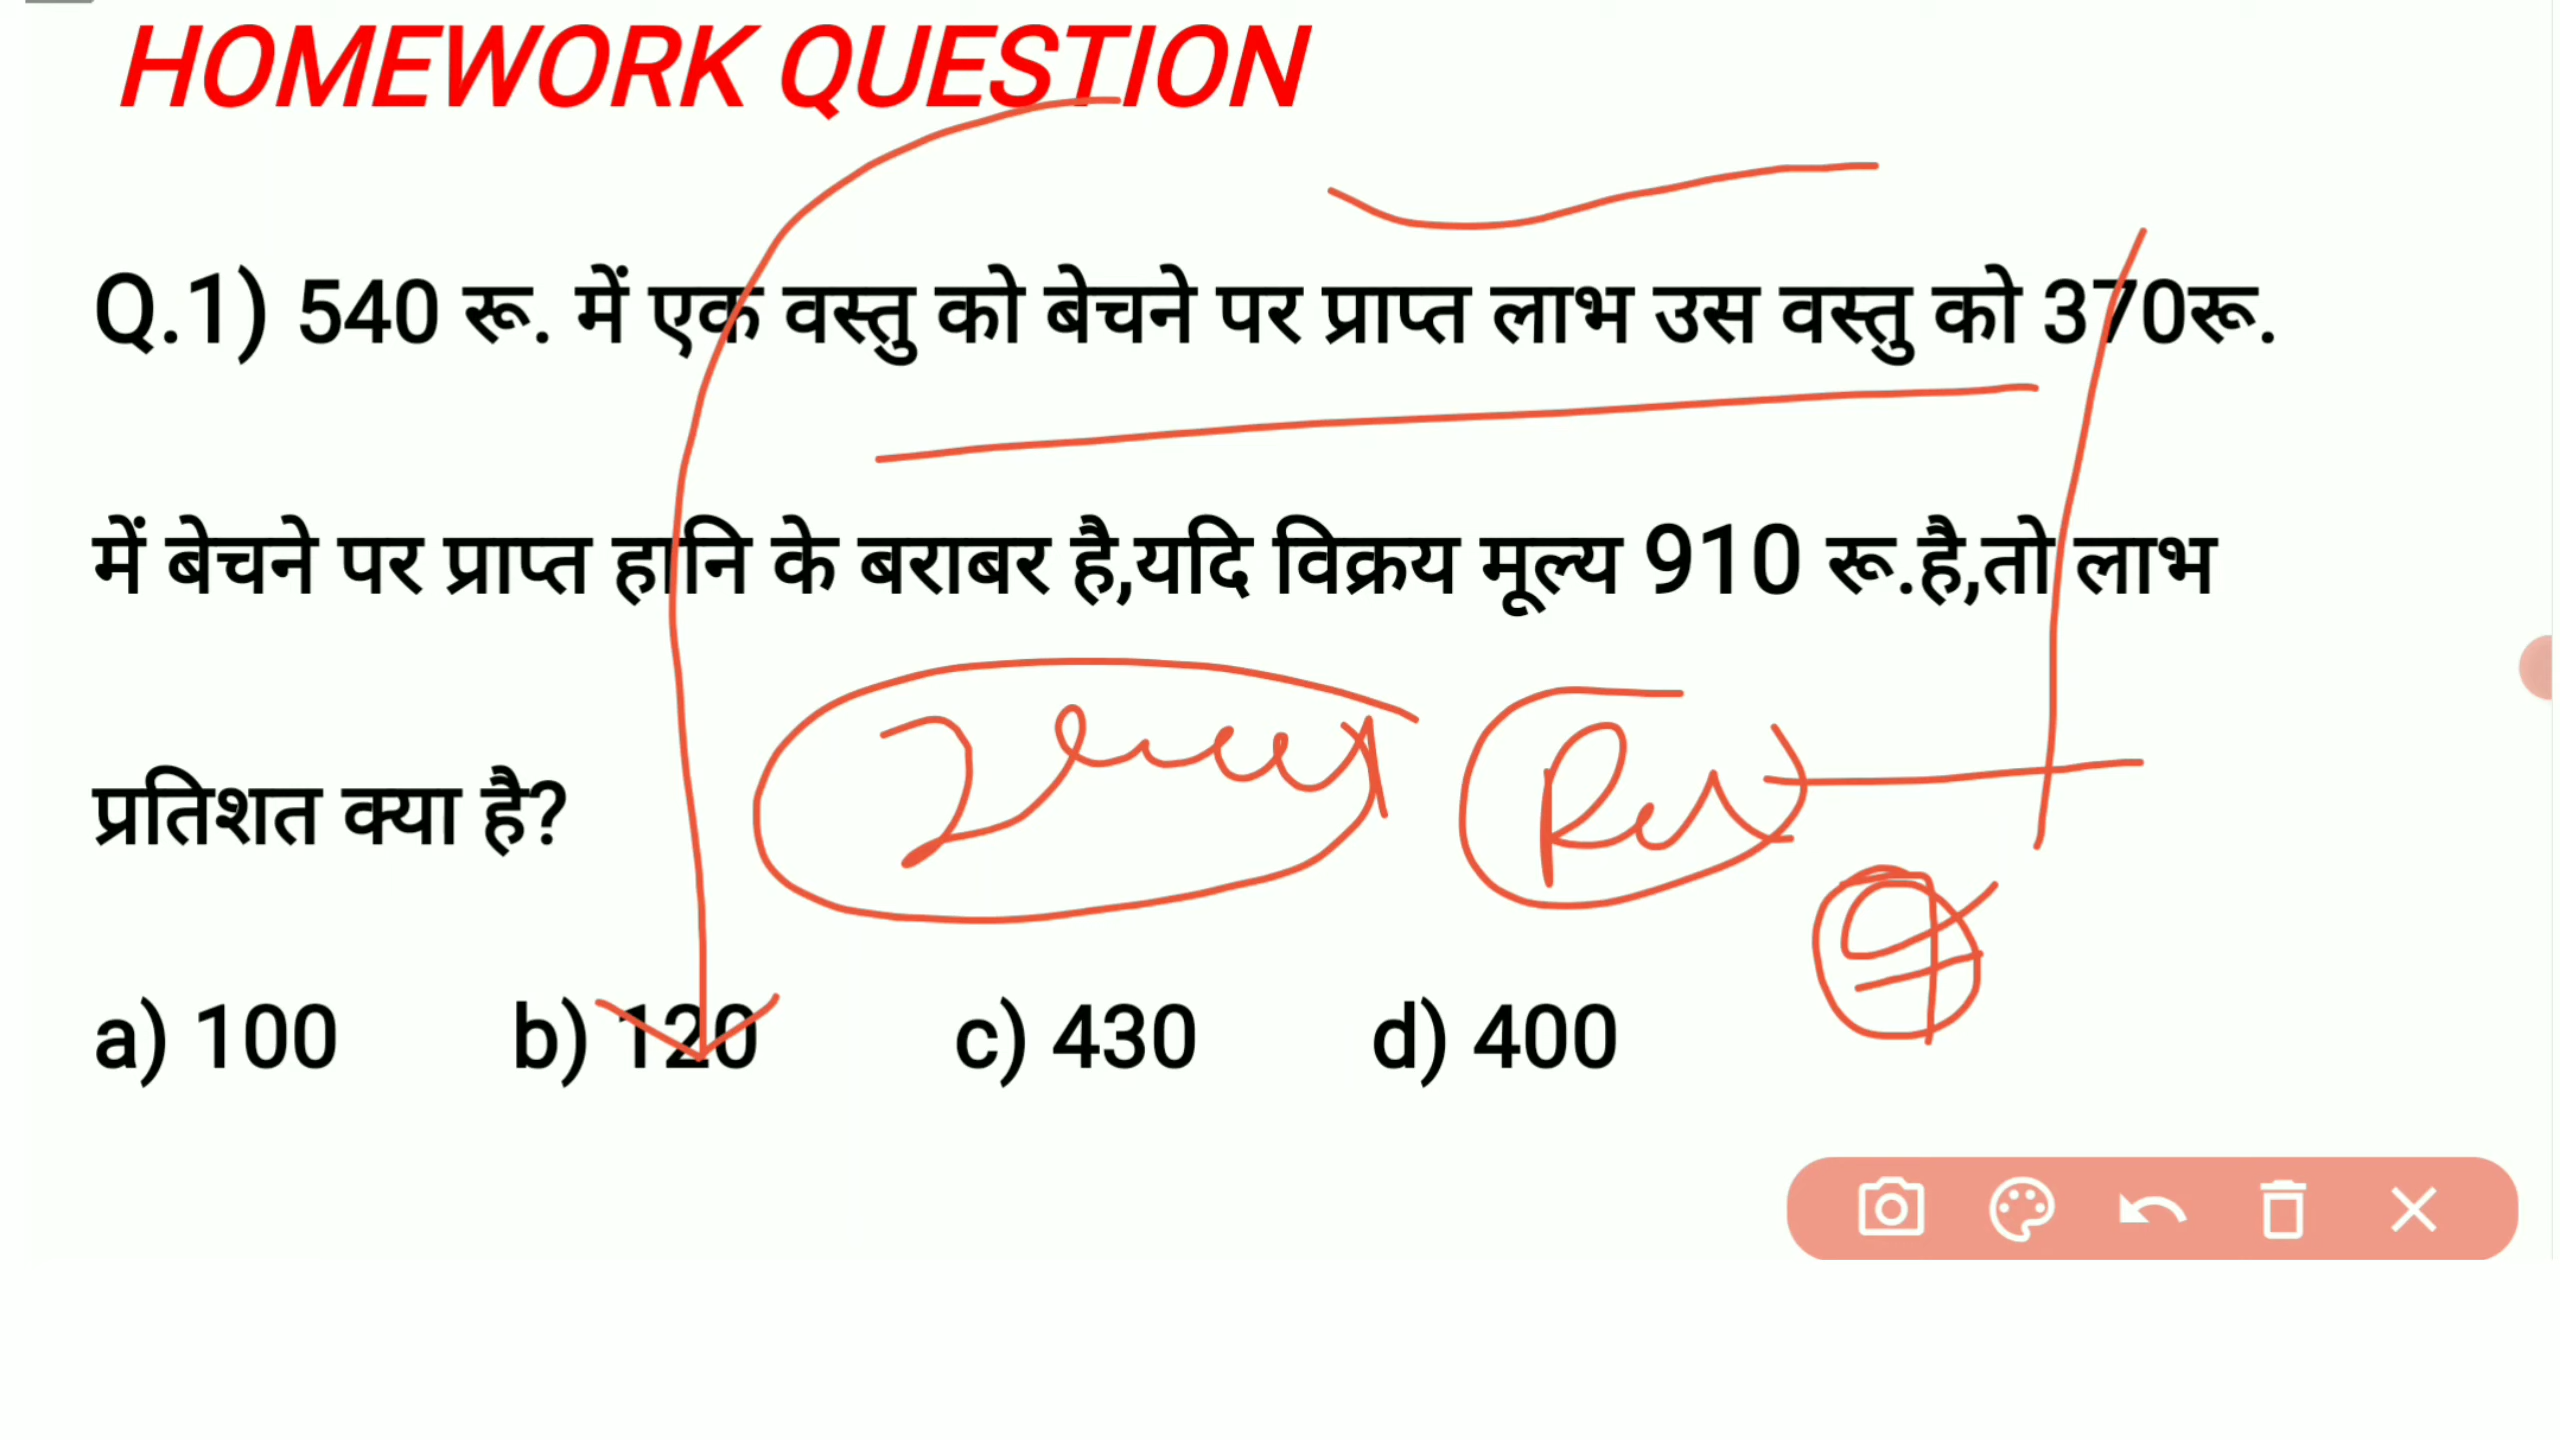 HOMEWORK QUESTION
Q.1) 540 रू. में एक वस्तु को बेचने पर प्राप्त लाभ उस वस्तु को 370रू.
में बेचने पर प्राप्त हानि के बराबर है,यदि विक्रय मूल्य 910 रू.है,तो लाभ
प्रतिशत क्या है?
a) 100 b) 120 c) 430 d) 400